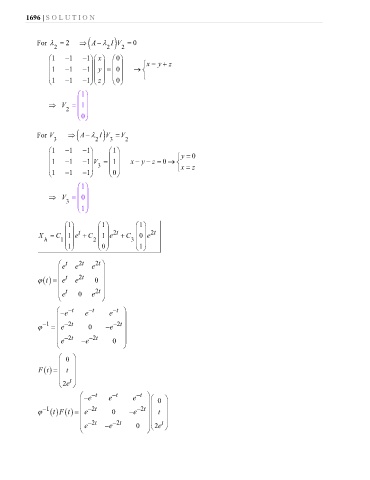 1696 | S O L U T I O N
For λ₂ = 2 ⇒ (A − λ₂I)V₂ = 0
(1 −1 −1; 1 −1 −1; 1 −1 −1)(x; y; z) = (0; 0; 0) → {x = y + z
⇒ V₂ = (1; 1; 0)
For V₃ ⇒ (A − λ₂I)V₃ = V₂
(1 −1 −1; 1 −1 −1; 1 −1 −1)V₃ = (1; 1; 0) x − y − z = 0 → {y = 0; x = z
⇒ V₃ = (1; 0; 1)
X_h = C₁(1; 1; 1)e^t + C₂(1; 1; 0)e^2t + C₃(1; 0; 1)e^2t
φ(t) = (e^t e^2t e^2t; e^t e^2t 0; e^t 0 e^2t)
φ^−1 = (−e^−t e^−t e^−t; e^−2t 0 −e^−2t; e^−2t −e^−2t 0)
F(t) = (0; t; 2e^t)
φ^−1(t)F(t) = (−e^−t e^−t e^−t; e^−2t 0 −e^−2t; e^−2t −e^−2t 0)(0; t; 2e^t)